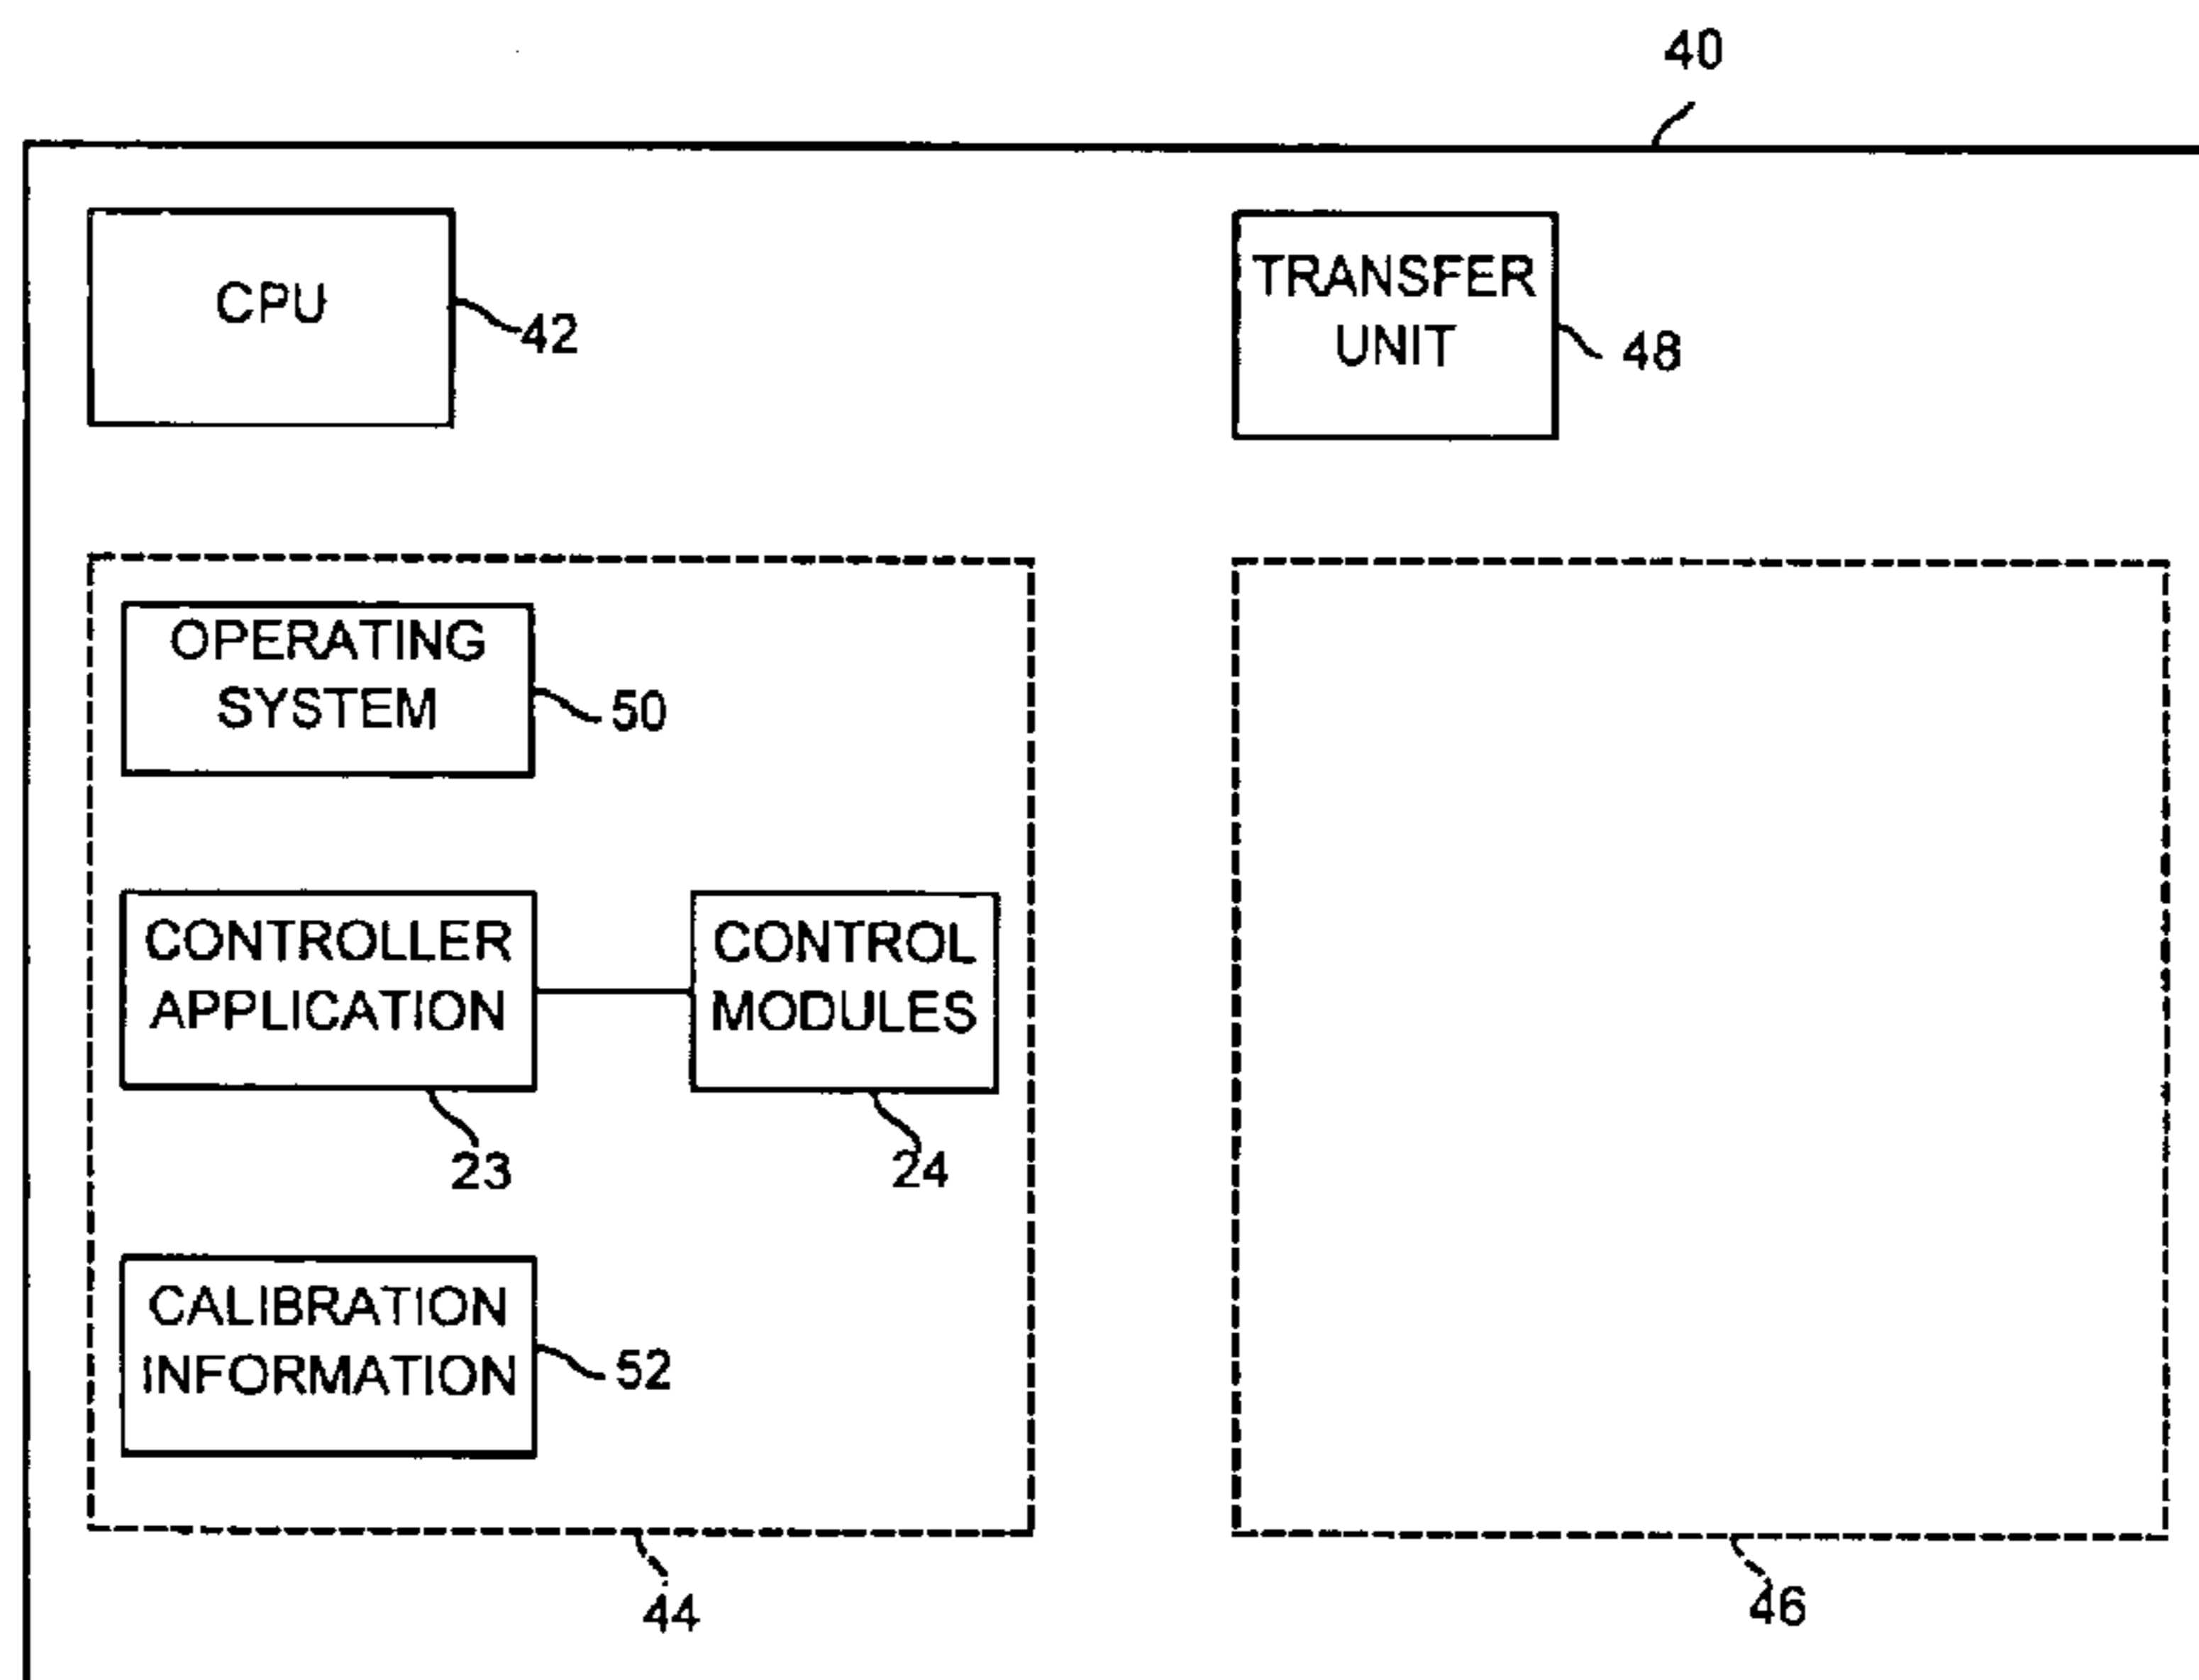 40
CPU
42
TRANSFER
UNIT
48
OPERATING
SYSTEM
50
CONTROLLER
APPLICATION
23
CONTROL
MODULES
24
CALIBRATION
INFORMATION
52
44
46